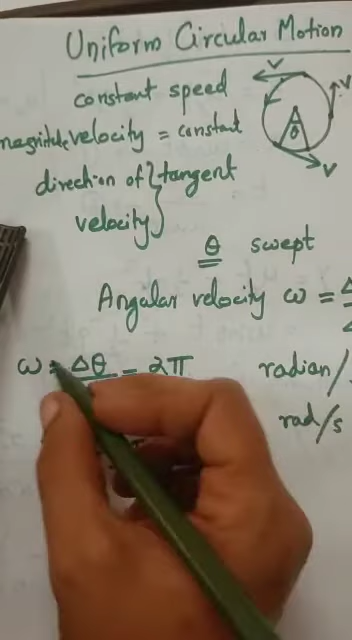 Uniform Circular Motion
constant speed
V
V
θ
V
magnitude velocity = constant
direction of } tangent
velocity }
θ swept
Angular velocity ω = Δ
ω = Δθ = 2π
radian/
rad/s